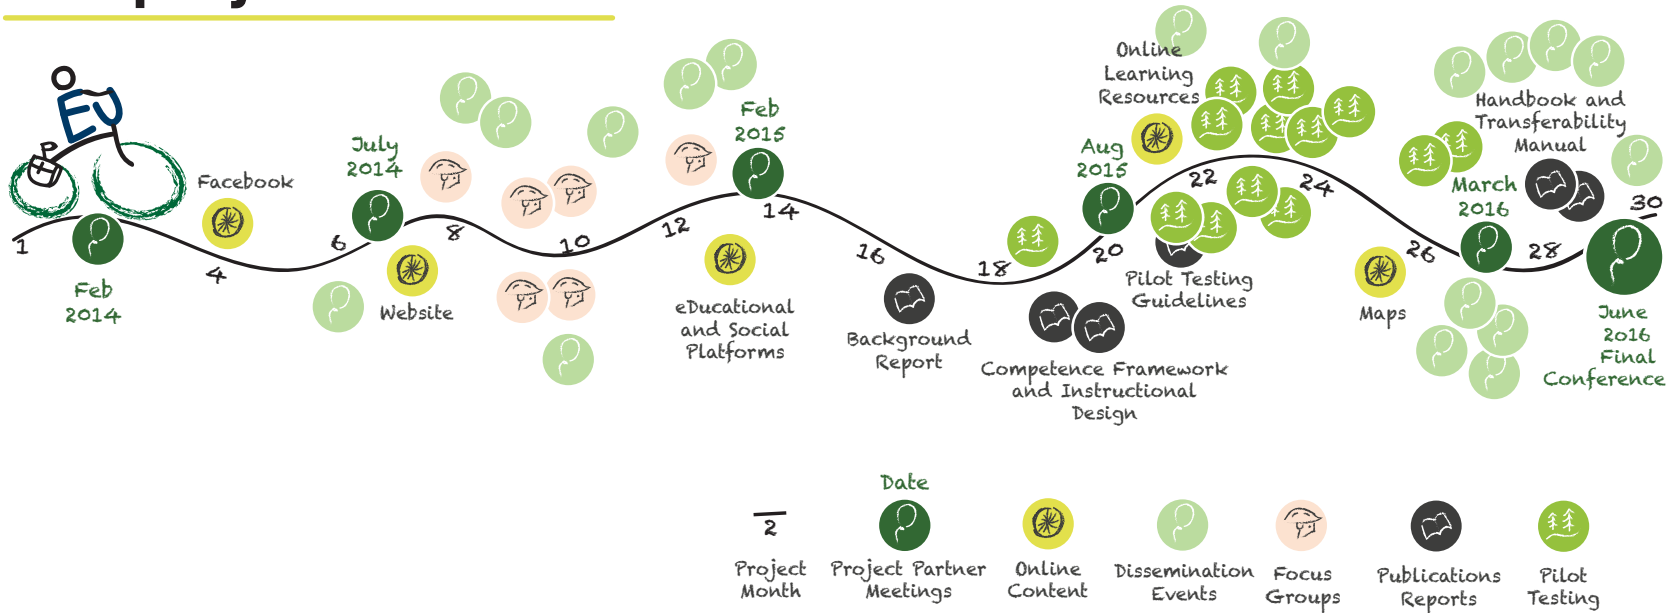 EU
P
Facebook
July
2014
Feb
2015
Online
Learning
Resources
Aug
2015
Handbook and
Transferability
Manual
March
2016
1
4
6
8
10
12
14
16
18
20
22
24
26
28
30
Feb
2014
Website
eDucational
and Social
Platforms
Background
Report
Competence Framework
and Instructional
Design
Pilot Testing
Guidelines
Maps
June
2016
Final
Conference
Date
2
Project
Month
Project Partner
Meetings
Online
Content
Dissemination
Events
Focus
Groups
Publications
Reports
Pilot
Testing